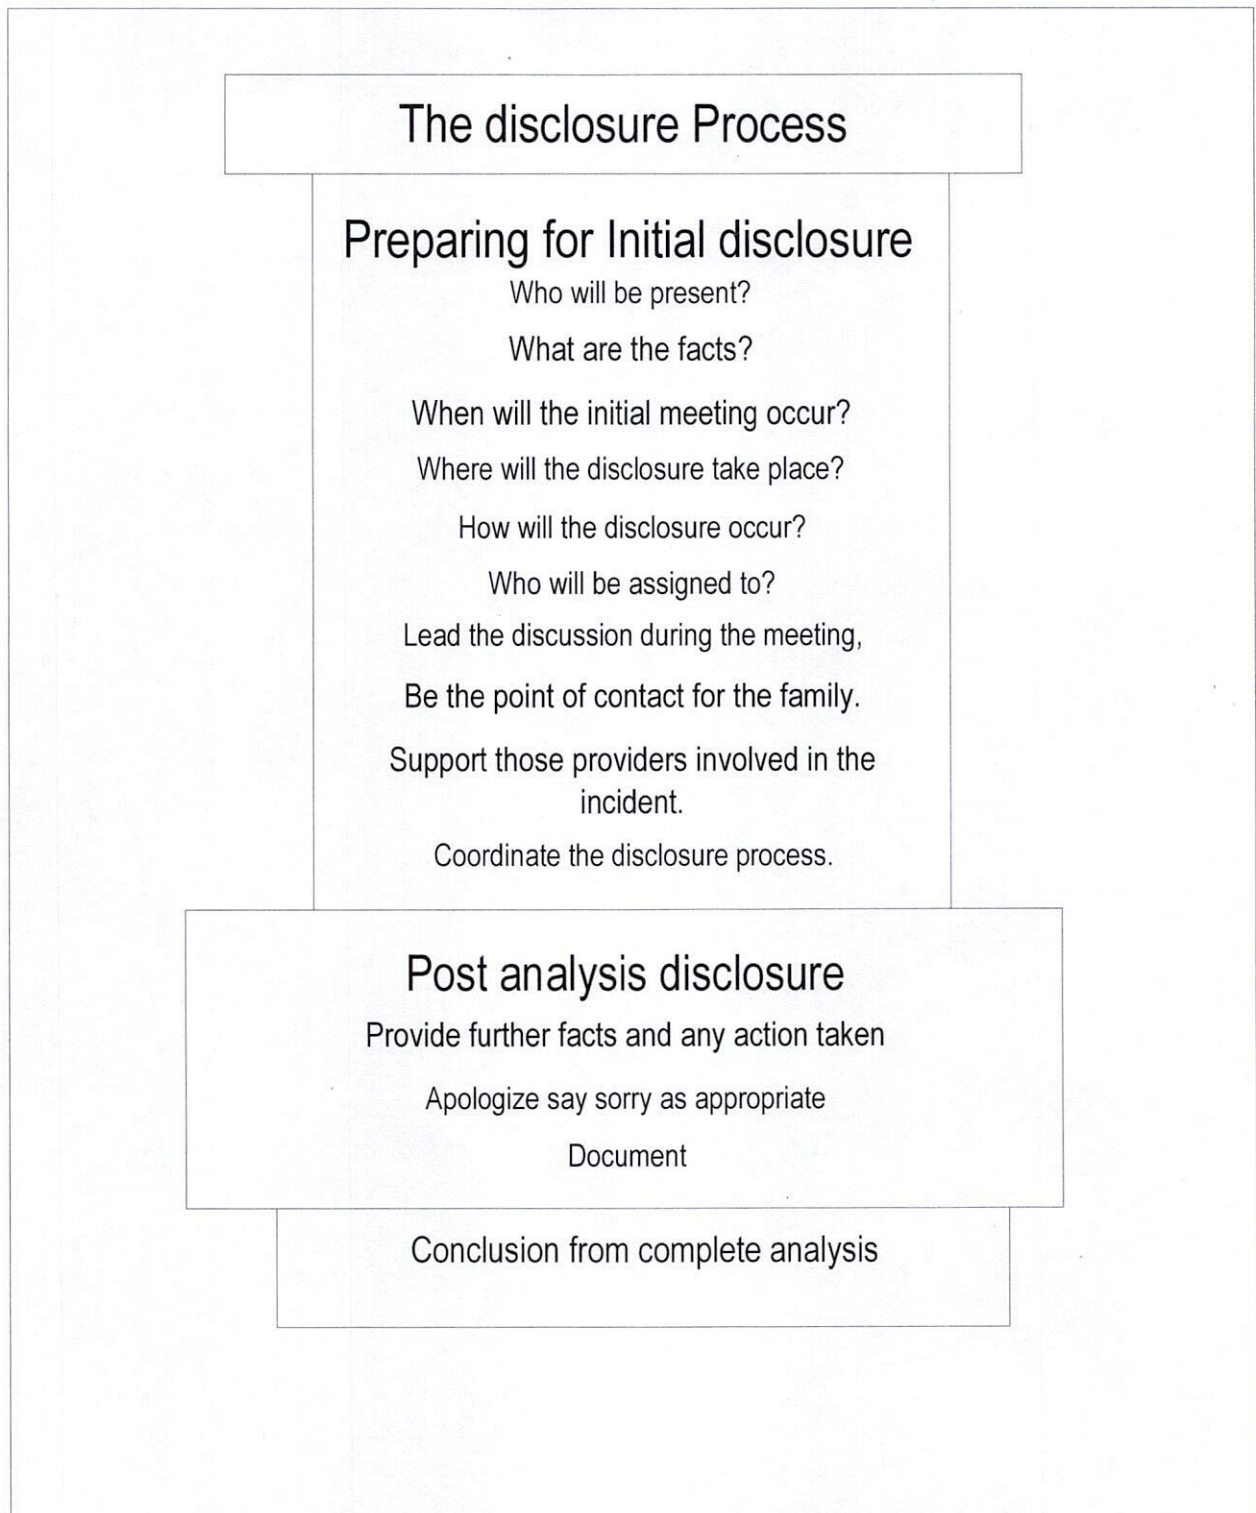 The disclosure Process
Preparing for Initial disclosure
Who will be present?
What are the facts?
When will the initial meeting occur?
Where will the disclosure take place?
How will the disclosure occur?
Who will be assigned to?
Lead the discussion during the meeting,
Be the point of contact for the family.
Support those providers involved in the
incident.
Coordinate the disclosure process.
Post analysis disclosure
Provide further facts and any action taken
Apologize say sorry as appropriate
Document
Conclusion from complete analysis